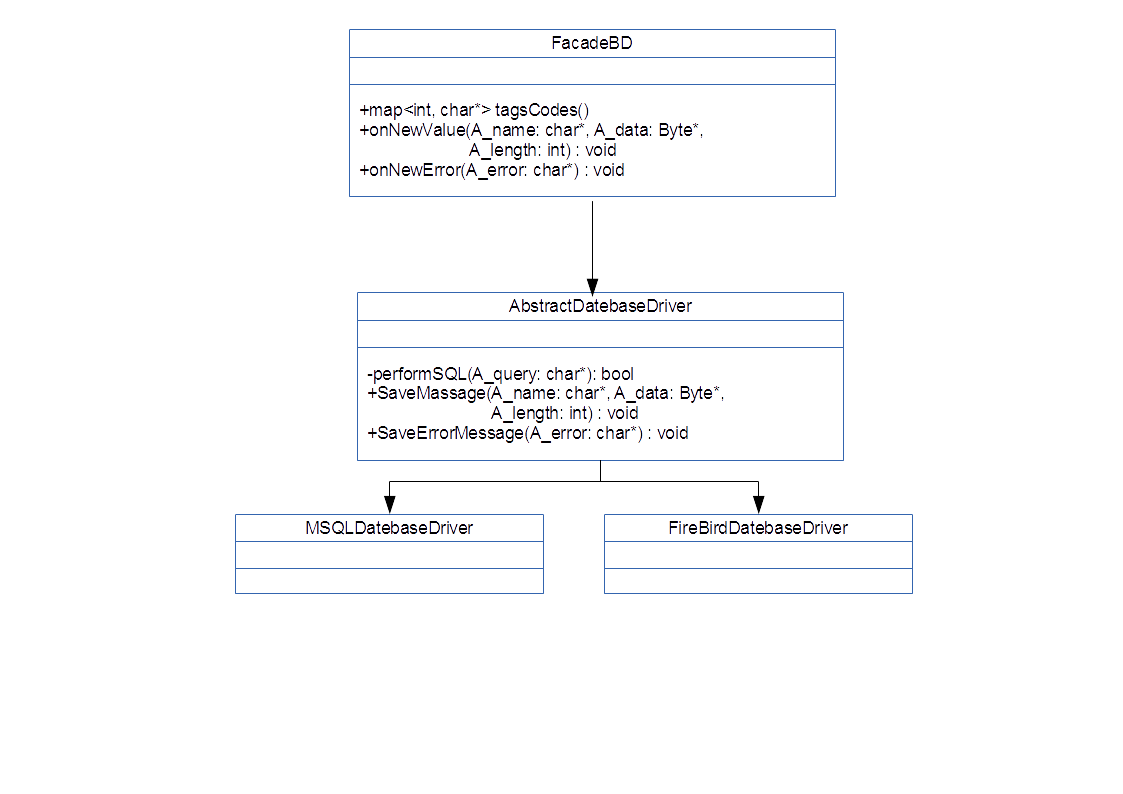 FacadeBD
+map<int, char*> tagsCodes()
+onNewValue(A_name: char*, A_data: Byte*,
A_length: int) : void
+onNewError(A_error: char*) : void
AbstractDatebaseDriver
-performSQL(A_query: char*): bool
+SaveMassage(A_name: char*, A_data: Byte*,
A_length: int) : void
+SaveErrorMessage(A_error: char*) : void
MSQLDatebaseDriver
FireBirdDatebaseDriver